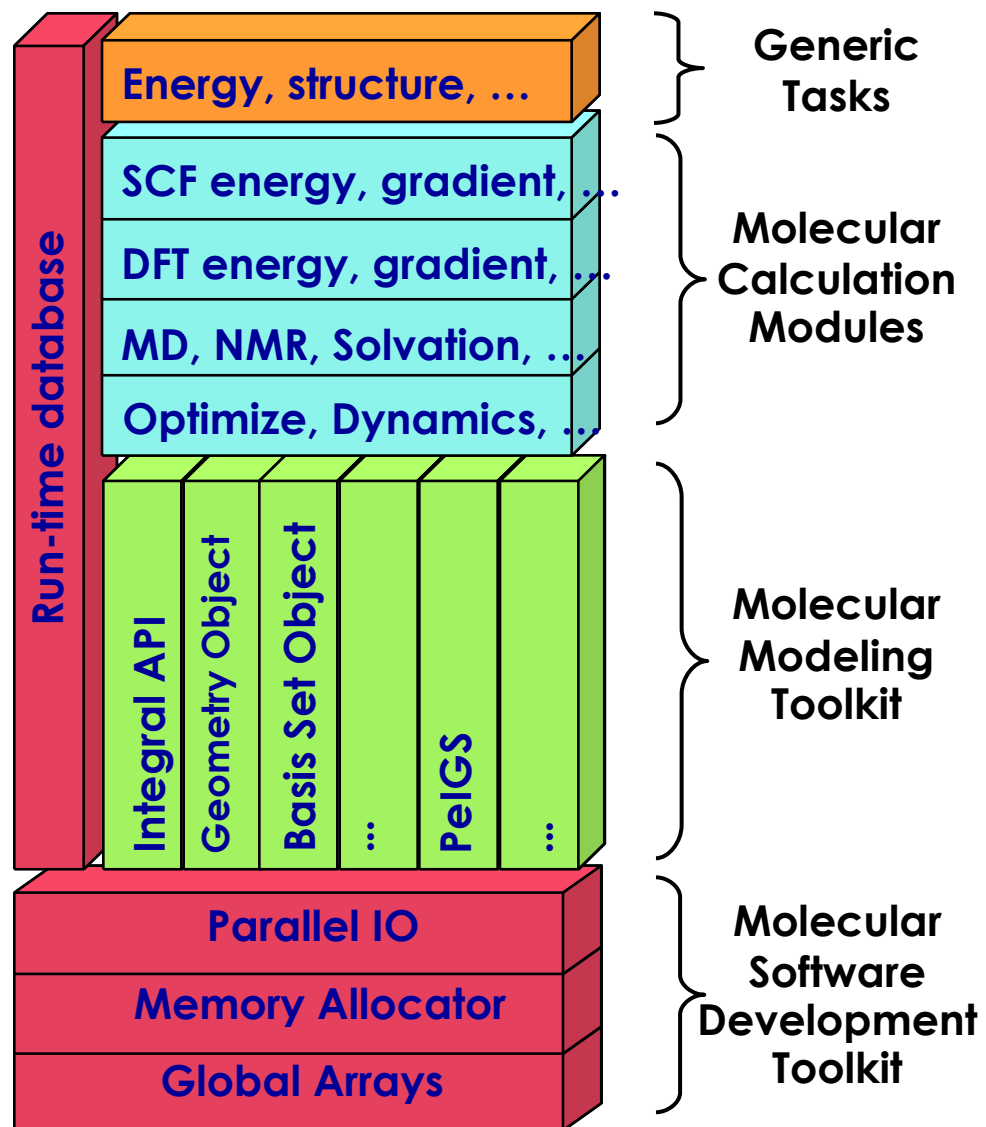 Run-time database
Energy, structure, …
SCF energy, gradient, …
DFT energy, gradient, …
MD, NMR, Solvation, …
Optimize, Dynamics, …
Integral API
Geometry Object
Basis Set Object
...
PeIGS
...
Parallel IO
Memory Allocator
Global Arrays
Generic
Tasks
Molecular
Calculation
Modules
Molecular
Modeling
Toolkit
Molecular
Software
Development
Toolkit